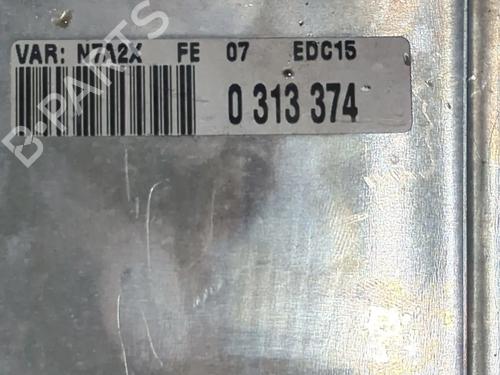 VAR: N7A2X FE 07 EDC15
0 313 374
B-PARTS